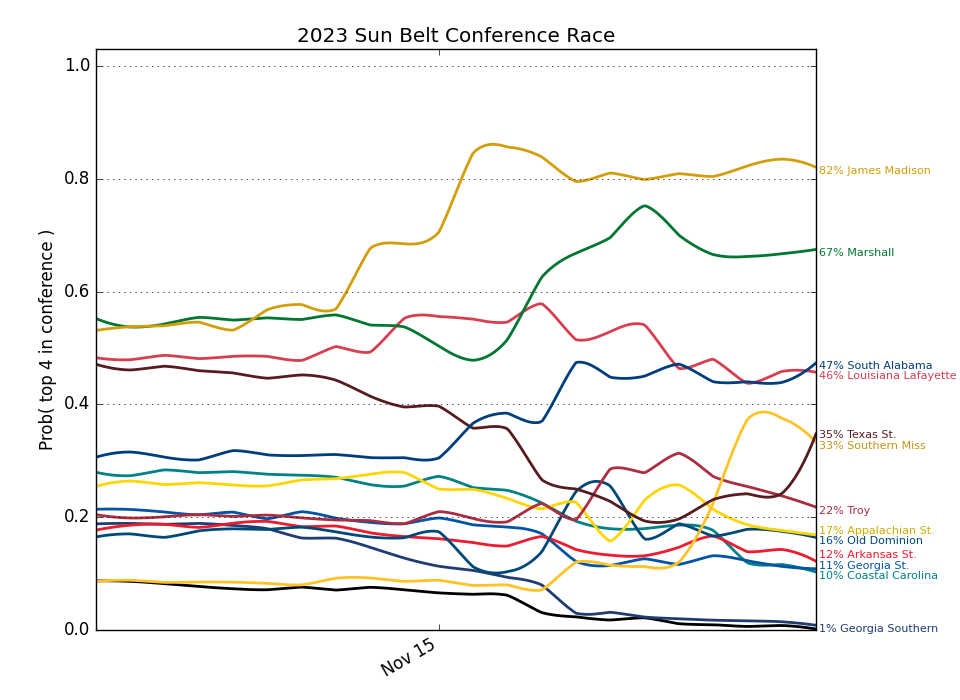 2023 Sun Belt Conference Race
1.0
0.8
0.6
0.4
0.2
0.0
Prob( top 4 in conference )
Nov 15
82% James Madison
67% Marshall
47% South Alabama
46% Louisiana Lafayette
35% Texas St.
33% Southern Miss
22% Troy
17% Appalachian St.
16% Old Dominion
12% Arkansas St.
11% Georgia St.
10% Coastal Carolina
1% Georgia Southern